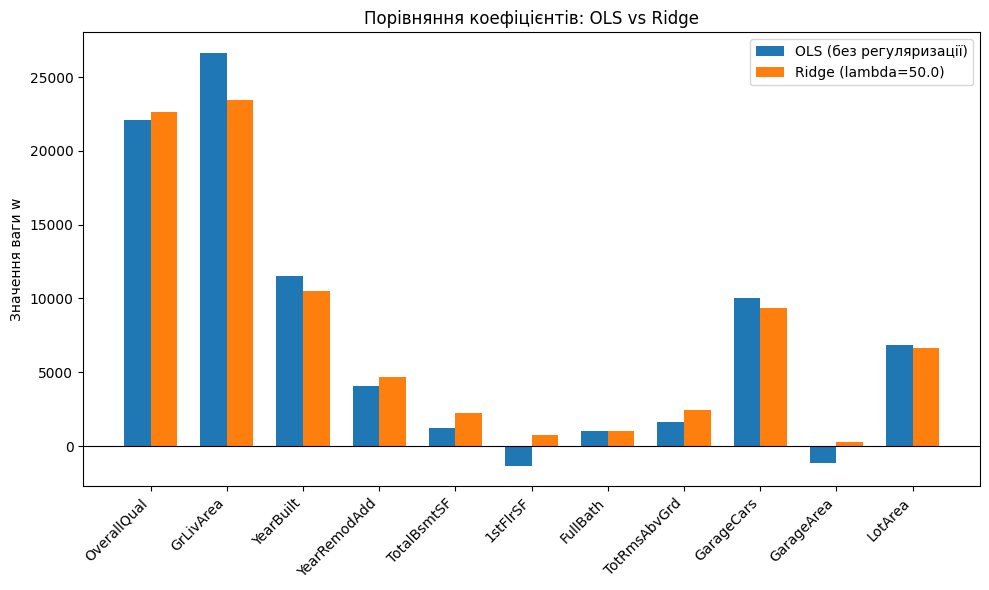 Порівняння коефіцієнтів: OLS vs Ridge
OLS (без регуляризації)
Ridge (lambda=50.0)
Значення ваги w
25000
20000
15000
10000
5000
0
OverallQual
GrLivArea
YearBuilt
YearRemodAdd
TotalBsmtSF
1stFlrSF
FullBath
TotRmsAbvGrd
GarageCars
GarageArea
LotArea